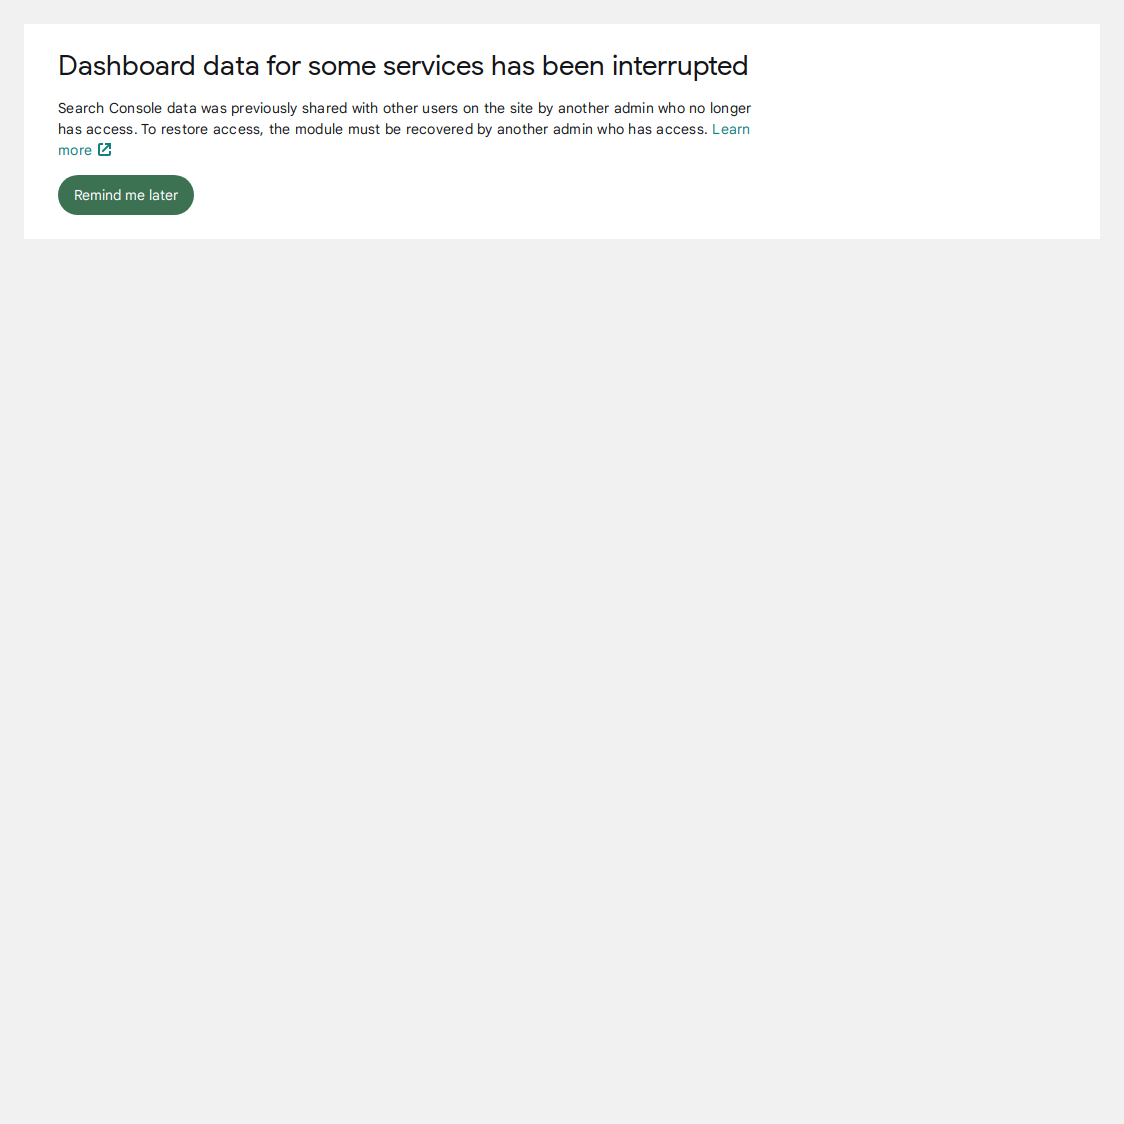 Dashboard data for some services has been interrupted
Search Console data was previously shared with other users on the site by another admin who no longer
has access. To restore access, the module must be recovered by another admin who has access. Learn
more
Remind me later